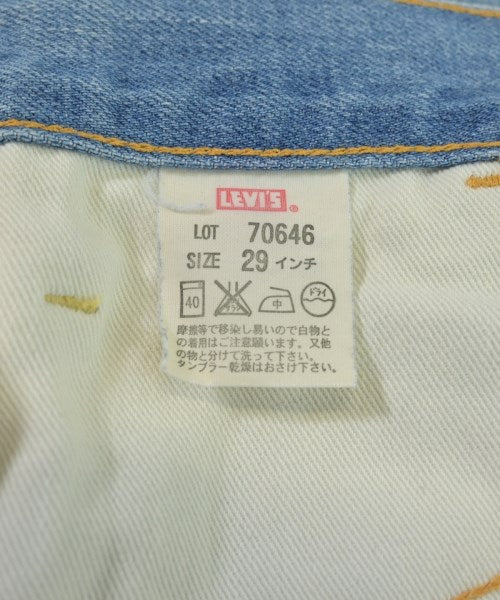 LEVI'S ®
LOT 70646
SIZE 29 インチ
40 中 ドライ
摩擦等で移染し易いので白物と
の着用はご注意願います。又他
の物と分けて洗って下さい。
タンブラー乾燥はおさけ下さい。